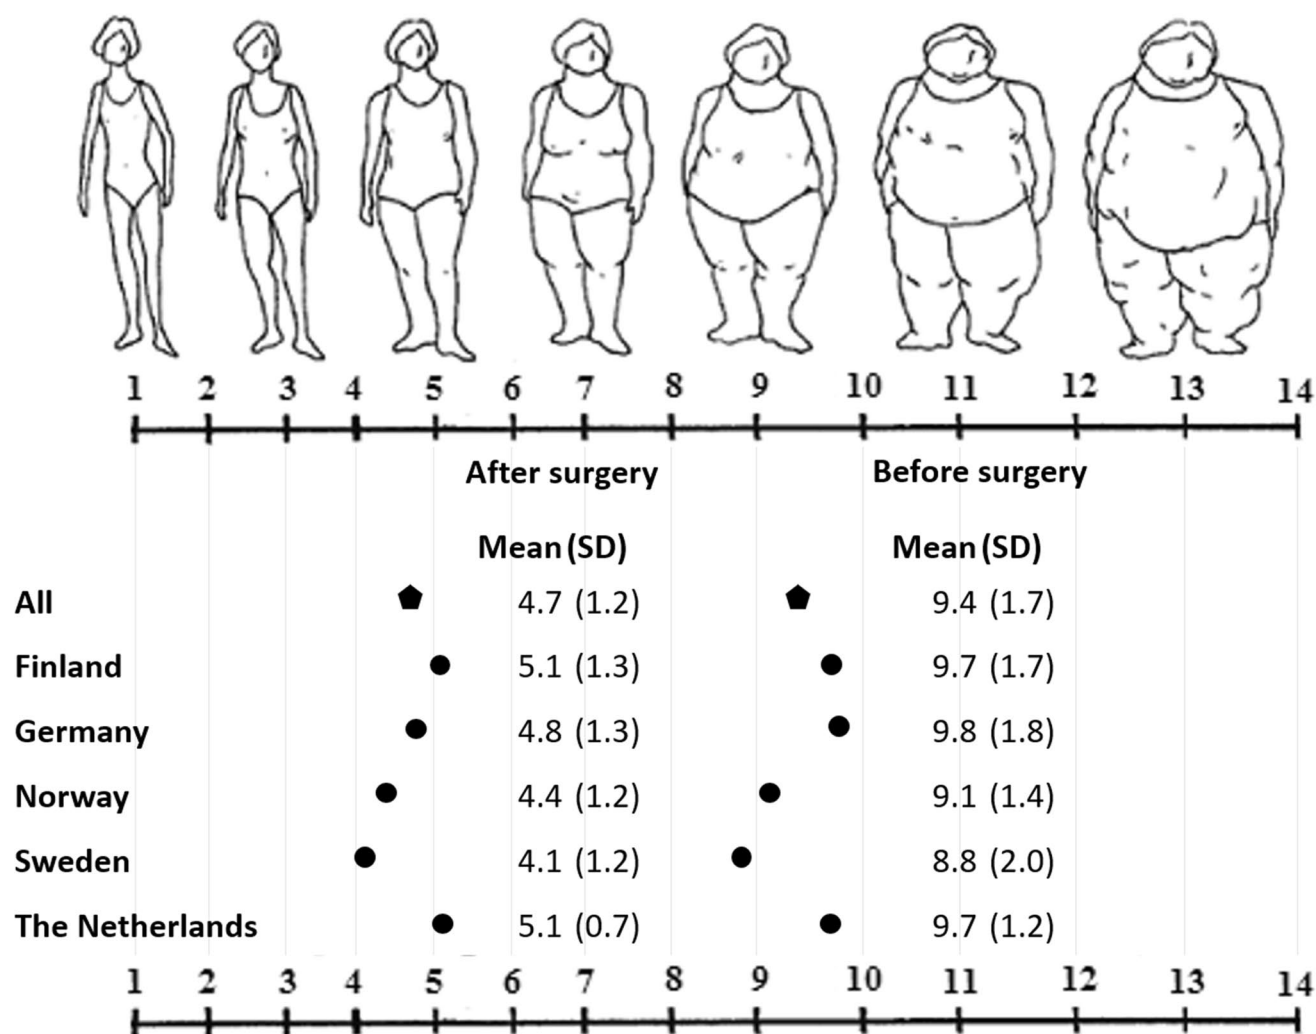 1 2 3 4 5 6 7 8 9 10 11 12 13 14
After surgery Before surgery
Mean (SD) Mean (SD)
All 4.7 (1.2) 9.4 (1.7)
Finland 5.1 (1.3) 9.7 (1.7)
Germany 4.8 (1.3) 9.8 (1.8)
Norway 4.4 (1.2) 9.1 (1.4)
Sweden 4.1 (1.2) 8.8 (2.0)
The Netherlands 5.1 (0.7) 9.7 (1.2)
1 2 3 4 5 6 7 8 9 10 11 12 13 14